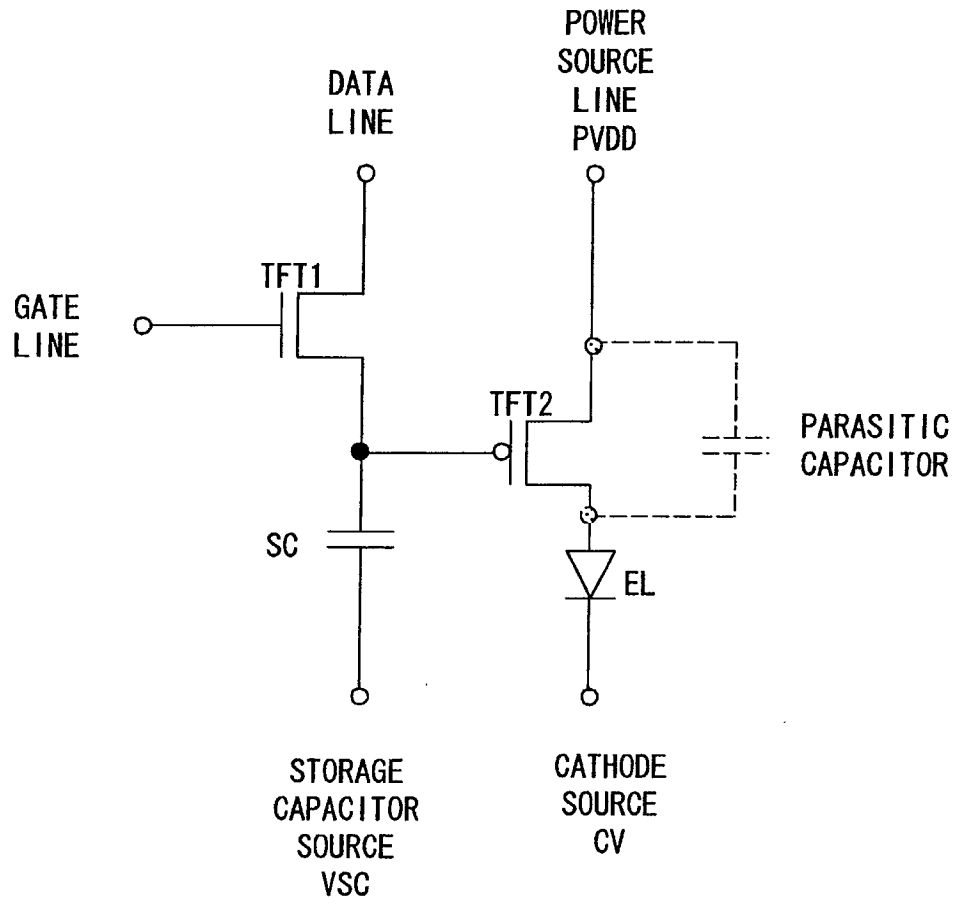 POWER
SOURCE
LINE
PVDD
DATA
LINE
TFT1
GATE
LINE
TFT2
PARASITIC
CAPACITOR
SC
EL
STORAGE
CAPACITOR
SOURCE
VSC
CATHODE
SOURCE
CV